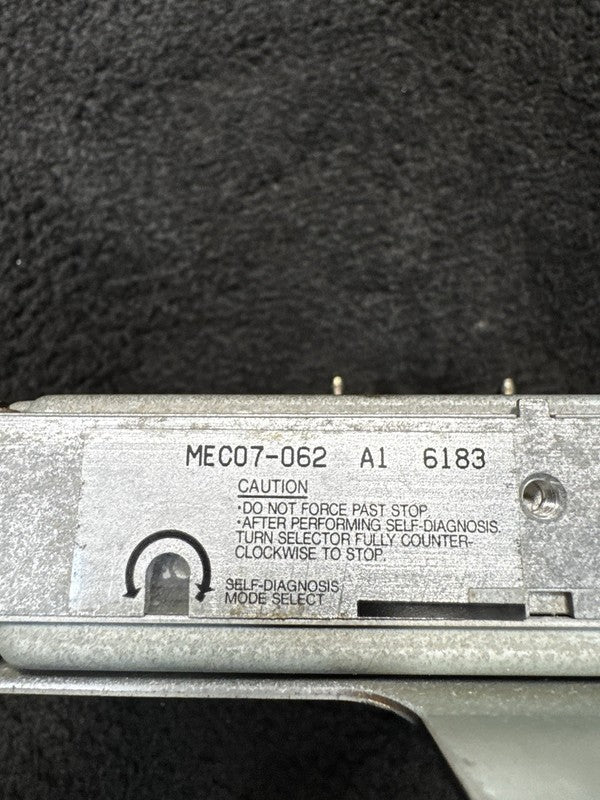 MEC07-062 A1 6183
CAUTION
•DO NOT FORCE PAST STOP.
•AFTER PERFORMING SELF-DIAGNOSIS.
TURN SELECTOR FULLY COUNTER-
CLOCKWISE TO STOP.
SELF-DIAGNOSIS
MODE SELECT